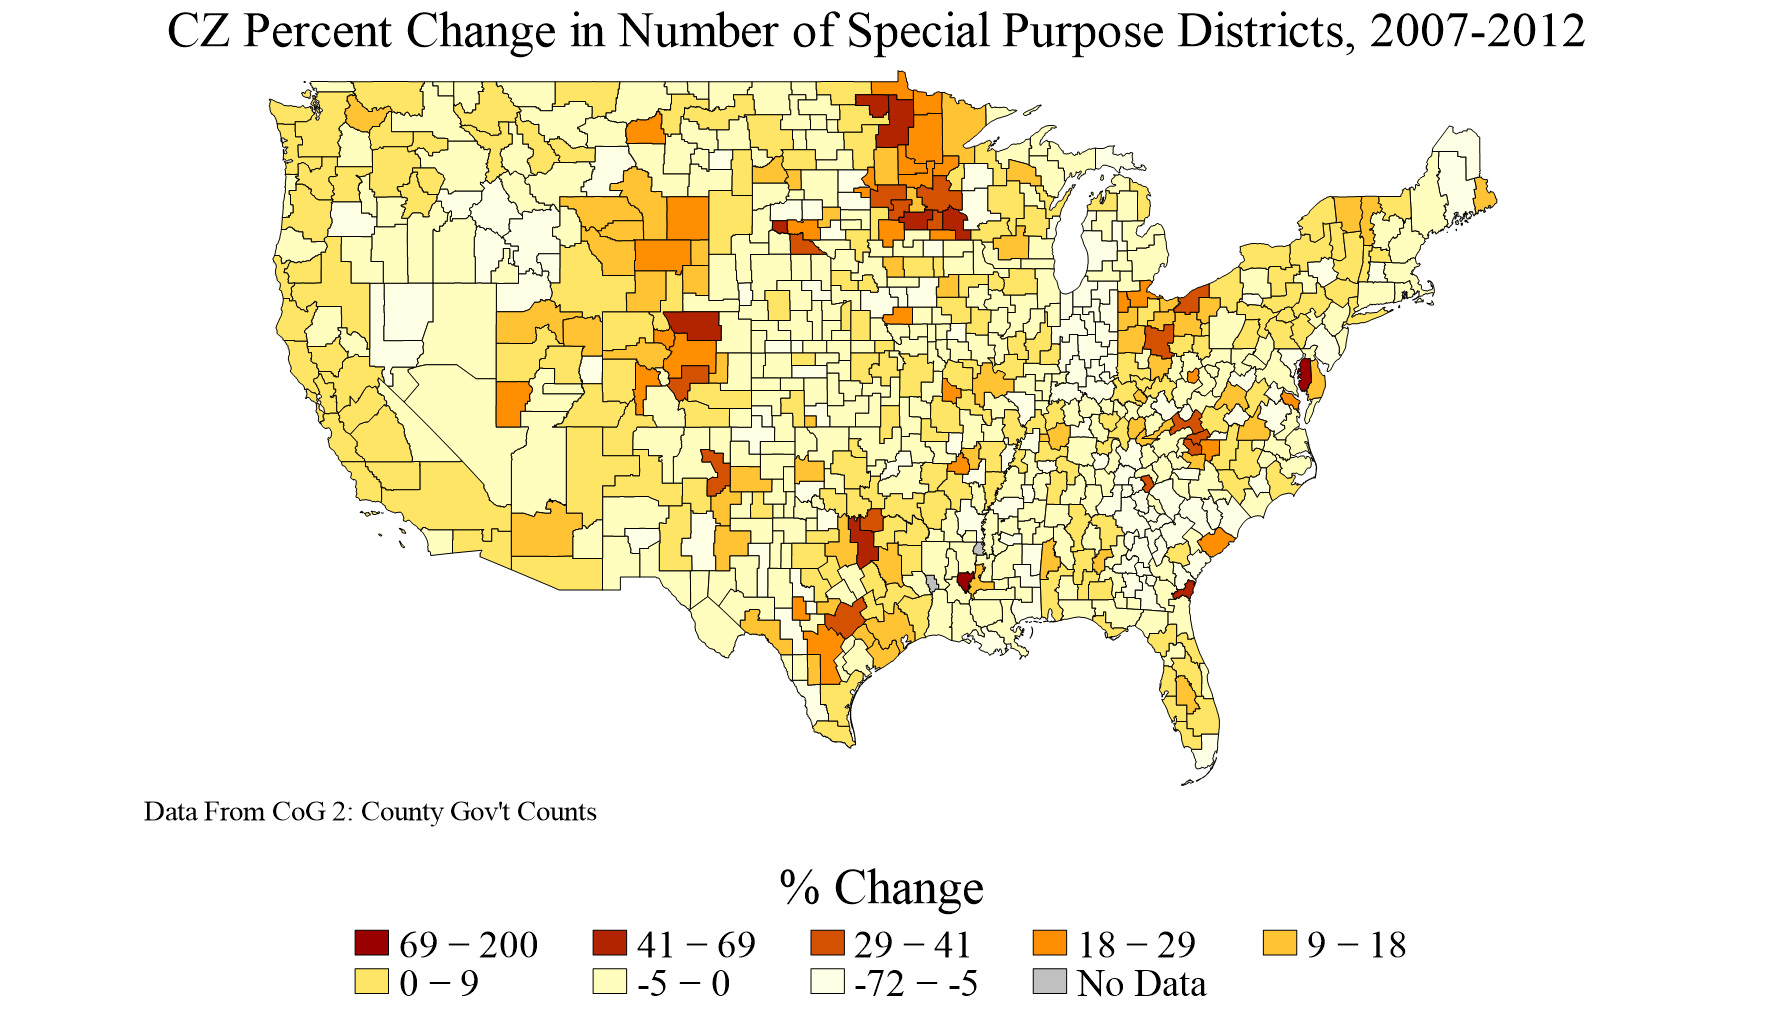 CZ Percent Change in Number of Special Purpose Districts, 2007-2012
Data From CoG 2: County Gov't Counts
% Change
69 − 200 41 − 69 29 − 41 18 − 29 9 − 18
0 − 9 -5 − 0 -72 − -5 No Data